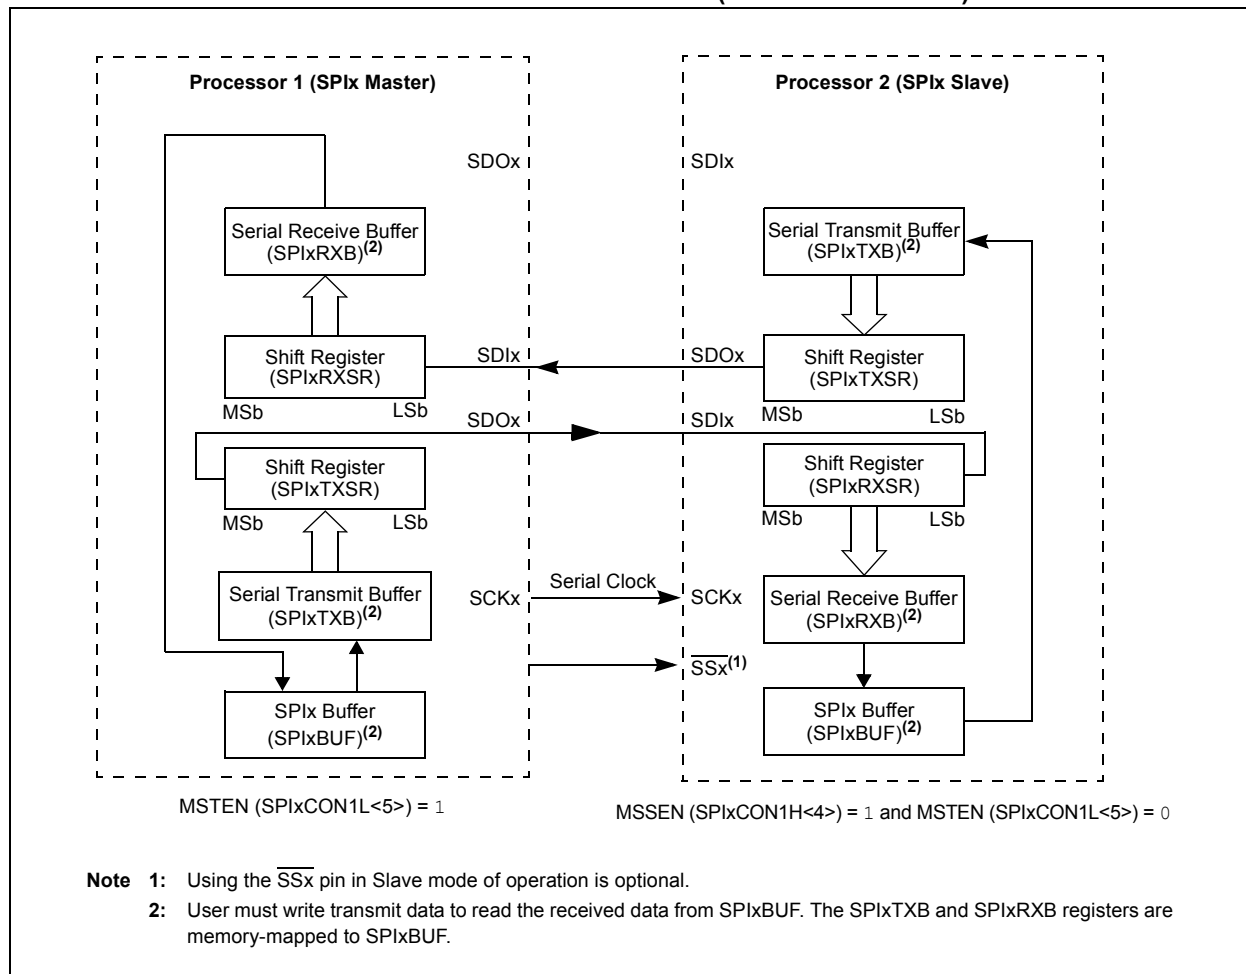 Processor 1 (SPIx Master)
SDOx
Serial Receive Buffer
(SPIxRXB)(2)
Shift Register
(SPIxRXSR)
MSb
LSb
SDIx
SDOx
Shift Register
(SPIxTXSR)
MSb
LSb
Serial Transmit Buffer
(SPIxTXB)(2)
SCKx
SPIx Buffer
(SPIxBUF)(2)
MSTEN (SPIxCON1L<5>) = 1
Serial Clock
Processor 2 (SPIx Slave)
SDIx
Serial Transmit Buffer
(SPIxTXB)(2)
SDOx
Shift Register
(SPIxTXSR)
MSb
LSb
SDIx
Shift Register
(SPIxRXSR)
MSb
LSb
SCKx
Serial Receive Buffer
(SPIxRXB)(2)
SSx(1)
SPIx Buffer
(SPIxBUF)(2)
MSSEN (SPIxCON1H<4>) = 1 and MSTEN (SPIxCON1L<5>) = 0
Note 1: Using the SSx pin in Slave mode of operation is optional.
2: User must write transmit data to read the received data from SPIxBUF. The SPIxTXB and SPIxRXB registers are
memory-mapped to SPIxBUF.